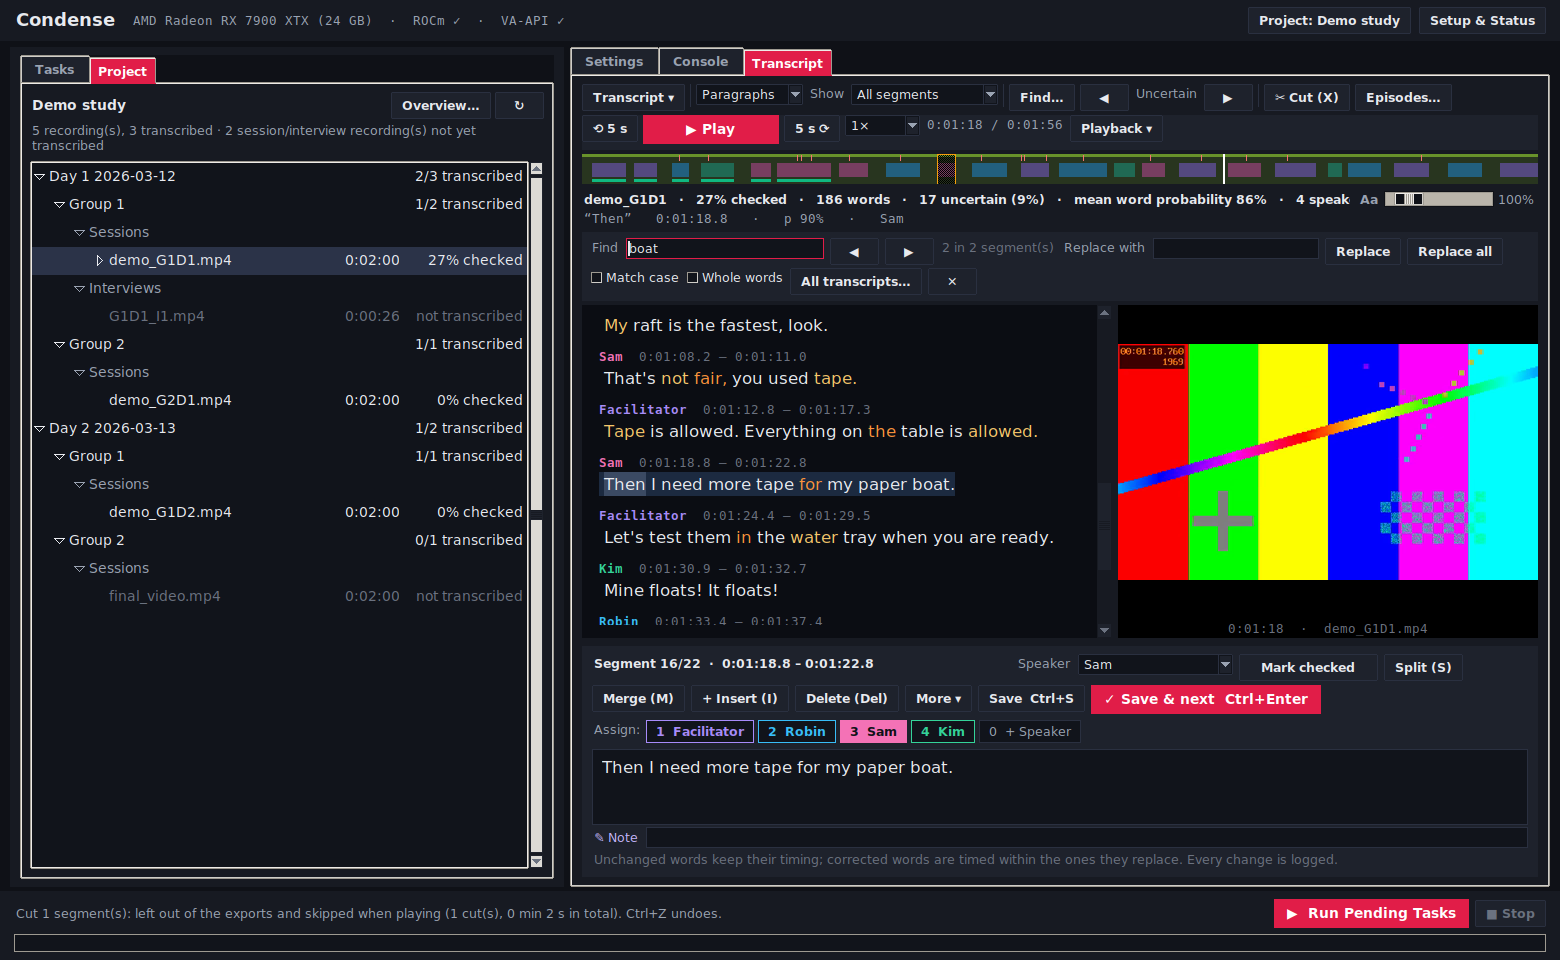 Condense AMD Radeon RX 7900 XTX (24 GB) · ROCm ✓ · VA-API ✓ Project: Demo study Setup & Status
Tasks Project
Demo study Overview... ↻
5 recording(s), 3 transcribed · 2 session/interview recording(s) not yet
transcribed
Day 1 2026-03-12 2/3 transcribed
Group 1 1/2 transcribed
Sessions
demo_G1D1.mp4 0:02:00 27% checked
Interviews
G1D1_I1.mp4 0:00:26 not transcribed
Group 2 1/1 transcribed
Sessions
demo_G2D1.mp4 0:02:00 0% checked
Day 2 2026-03-13 1/2 transcribed
Group 1 1/1 transcribed
Sessions
demo_G1D2.mp4 0:02:00 0% checked
Group 2 0/1 transcribed
Sessions
final_video.mp4 0:02:00 not transcribed
Settings Console Transcript
Transcript ▾ Paragraphs Show All segments Find... ◀ Uncertain ▶ ✂ Cut (X) Episodes...
⟲ 5 s ▶ Play 5 s ⟳ 1× 0:01:18 / 0:01:56 Playback ▾
demo_G1D1 · 27% checked · 186 words · 17 uncertain (9%) · mean word probability 86% · 4 speak Aa 100%
“Then” 0:01:18.8 · p 90% · Sam
Find boat ◀ ▶ 2 in 2 segment(s) Replace with Replace Replace all
Match case Whole words All transcripts... ✕
My raft is the fastest, look.
Sam 0:01:08.2 — 0:01:11.0
That's not fair, you used tape.
Facilitator 0:01:12.8 — 0:01:17.3
Tape is allowed. Everything on the table is allowed.
Sam 0:01:18.8 — 0:01:22.8
Then I need more tape for my paper boat.
Facilitator 0:01:24.4 — 0:01:29.5
Let's test them in the water tray when you are ready.
Kim 0:01:30.9 — 0:01:32.7
Mine floats! It floats!
Robin 0:01:33.4 — 0:01:37.4
00:01:18.760
1969
0:01:18 · demo_G1D1.mp4
Segment 16/22 · 0:01:18.8 – 0:01:22.8 Speaker Sam Mark checked Split (S)
Merge (M) + Insert (I) Delete (Del) More ▾ Save Ctrl+S ✓ Save & next Ctrl+Enter
Assign: 1 Facilitator 2 Robin 3 Sam 4 Kim 0 + Speaker
Then I need more tape for my paper boat.
✎ Note
Unchanged words keep their timing; corrected words are timed within the ones they replace. Every change is logged.
Cut 1 segment(s): left out of the exports and skipped when playing (1 cut(s), 0 min 2 s in total). Ctrl+Z undoes. ▶ Run Pending Tasks ■ Stop